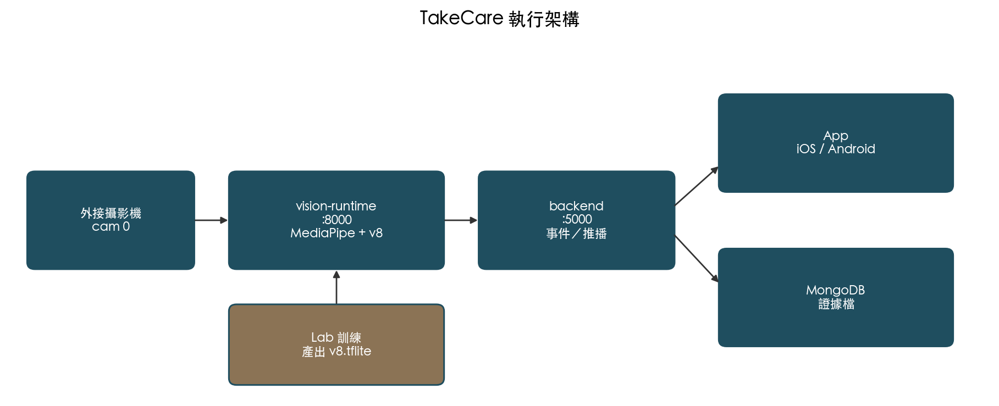 TakeCare 執行架構
外接攝影機
cam 0
vision-runtime
:8000
MediaPipe + v8
backend
:5000
事件／推播
App
iOS / Android
MongoDB
證據檔
Lab 訓練
產出 v8.tflite